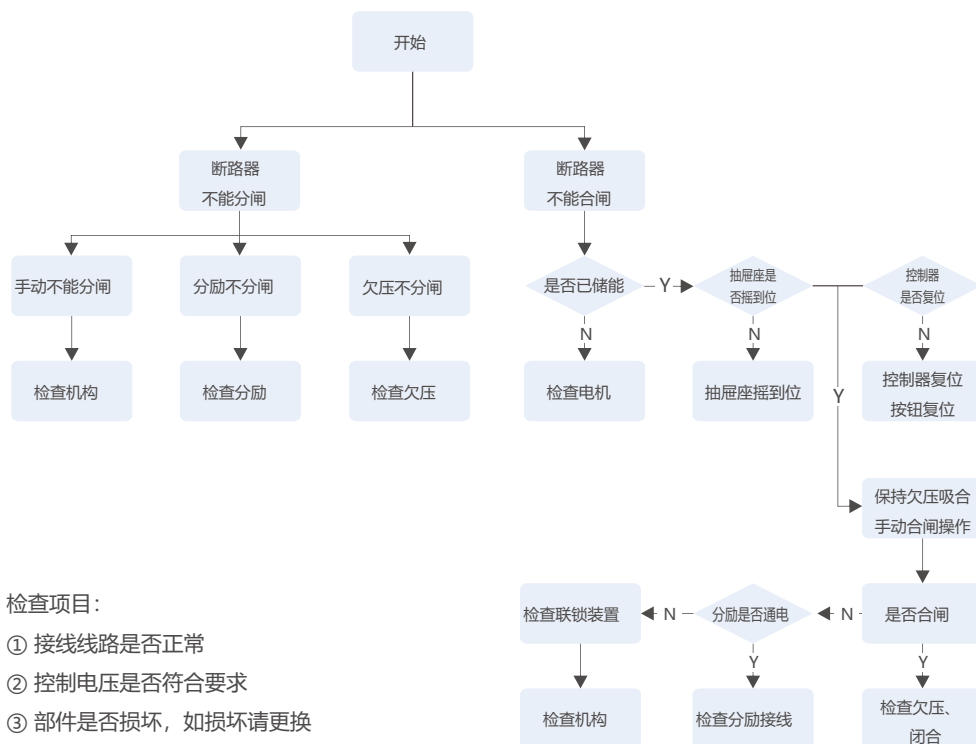 开始
断路器
不能分闸
断路器
不能合闸
手动不能分闸
分励不分闸
欠压不分闸
是否已储能
Y
抽屉座是
否摇到位
控制器
是否复位
N
N
N
检查机构
检查分励
检查欠压
检查电机
抽屉座摇到位
Y
控制器复位
按钮复位
保持欠压吸合
手动合闸操作
检查联锁装置
N
分励是否通电
N
是否合闸
Y
Y
检查机构
检查分励接线
检查欠压、
闭合
检查项目：
① 接线线路是否正常
② 控制电压是否符合要求
③ 部件是否损坏，如损坏请更换